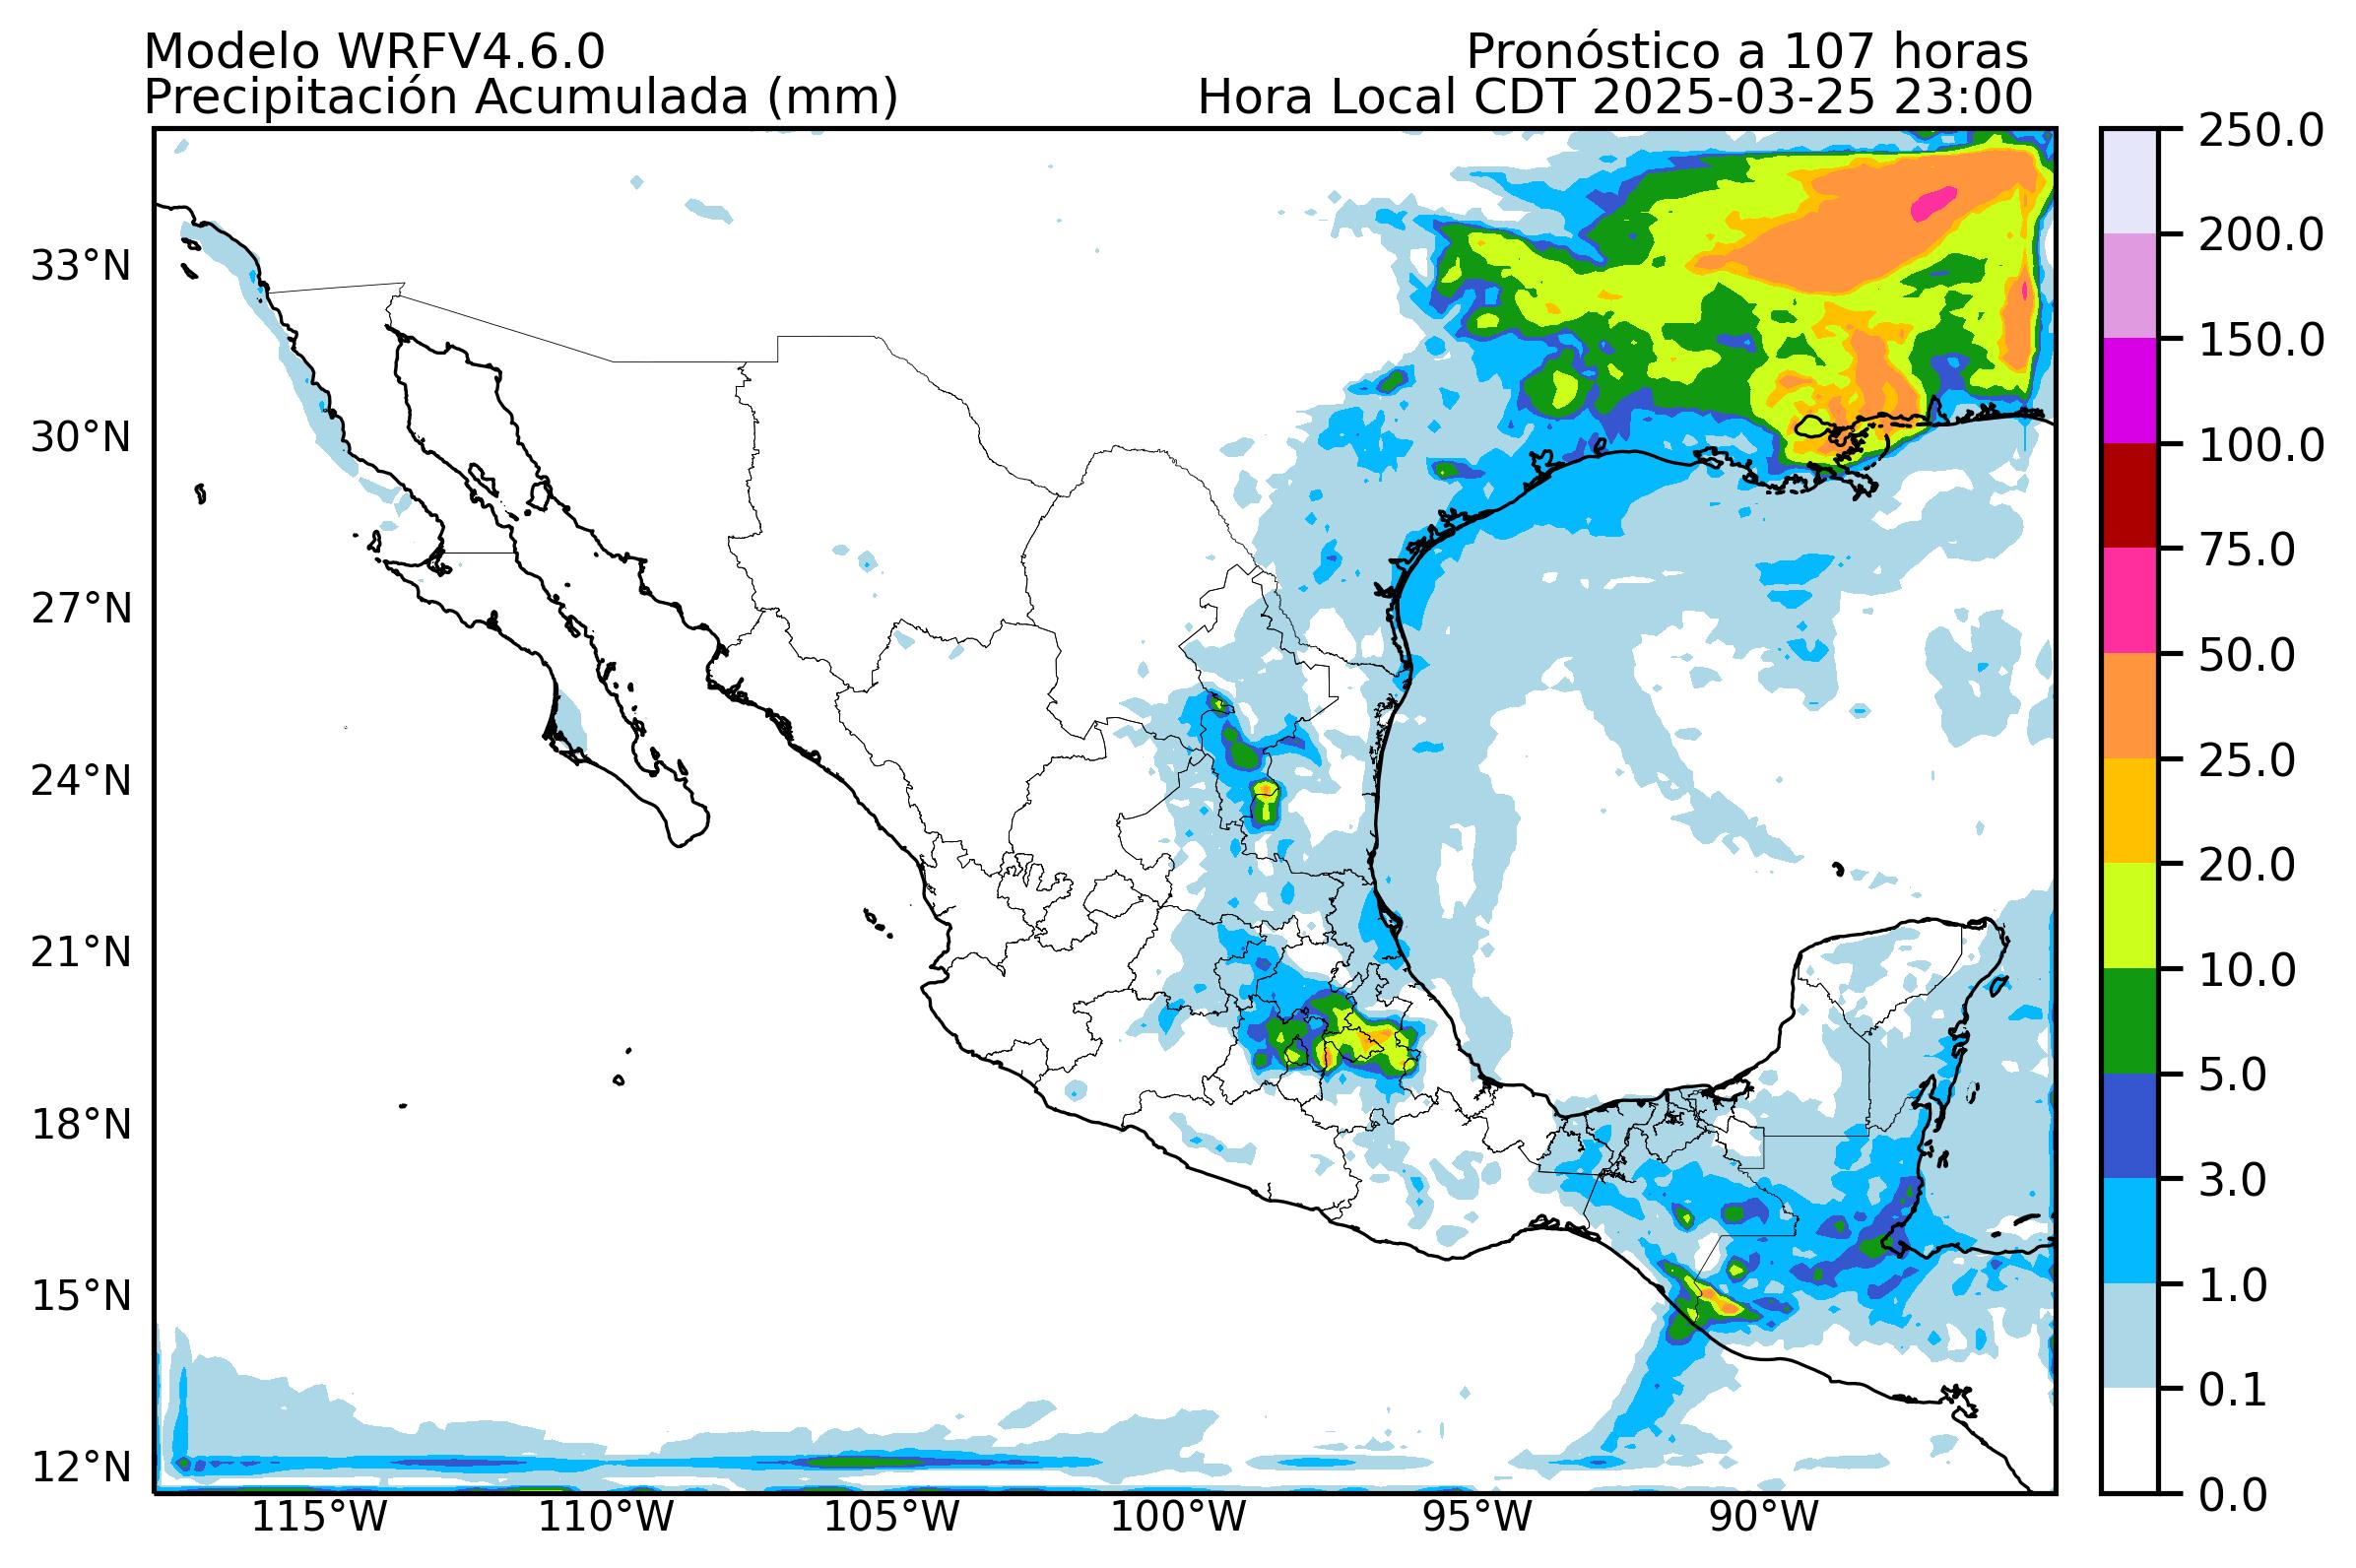 Modelo WRFV4.6.0
Pronóstico a 107 horas
Precipitación Acumulada (mm)
Hora Local CDT 2025-03-25 23:00
33°N
30°N
27°N
24°N
21°N
18°N
15°N
12°N
115°W
110°W
105°W
100°W
95°W
90°W
250.0
200.0
150.0
100.0
75.0
50.0
25.0
20.0
10.0
5.0
3.0
1.0
0.1
0.0